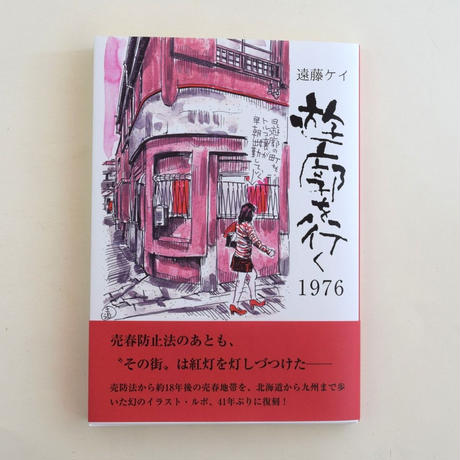 遠藤ケイ
遊廓を行く
1976
売春防止法のあとも、
〝その街〟は紅灯を灯しつづけた——
売防法から約18年後の売春地帯を、北海道から九州まで歩
いた幻のイラスト・ルポ、41年ぶりに復刻！